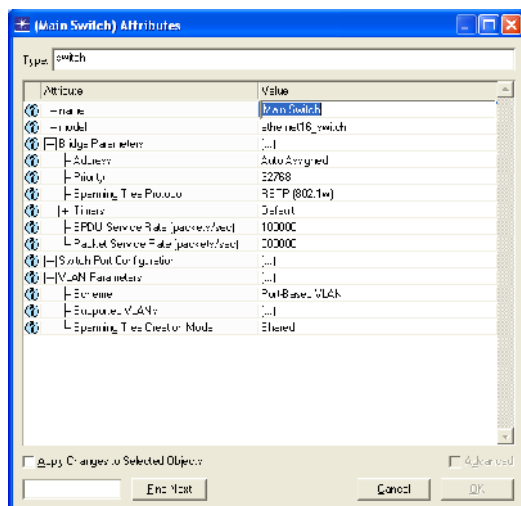 (Main Switch) Attributes
Type: switch
Attribute Value
name Main Switch
model ethernet16_switch
Bridge Parameters (...)
Address Auto Assigned
Priority 32768
Spanning Tree Protocol RSTP (802.1w)
Timers Default
BPDU Service Rate (packets/sec) 100000
Packet Service Rate (packets/sec)
Switch Port Configuration (...)
VLAN Parameters (...)
Scheme Port-Based VLAN
Supported VLANs (...)
Spanning Tree Creation Mode Shared
Apply Changes to Selected Objects Advanced
Find Next Cancel OK